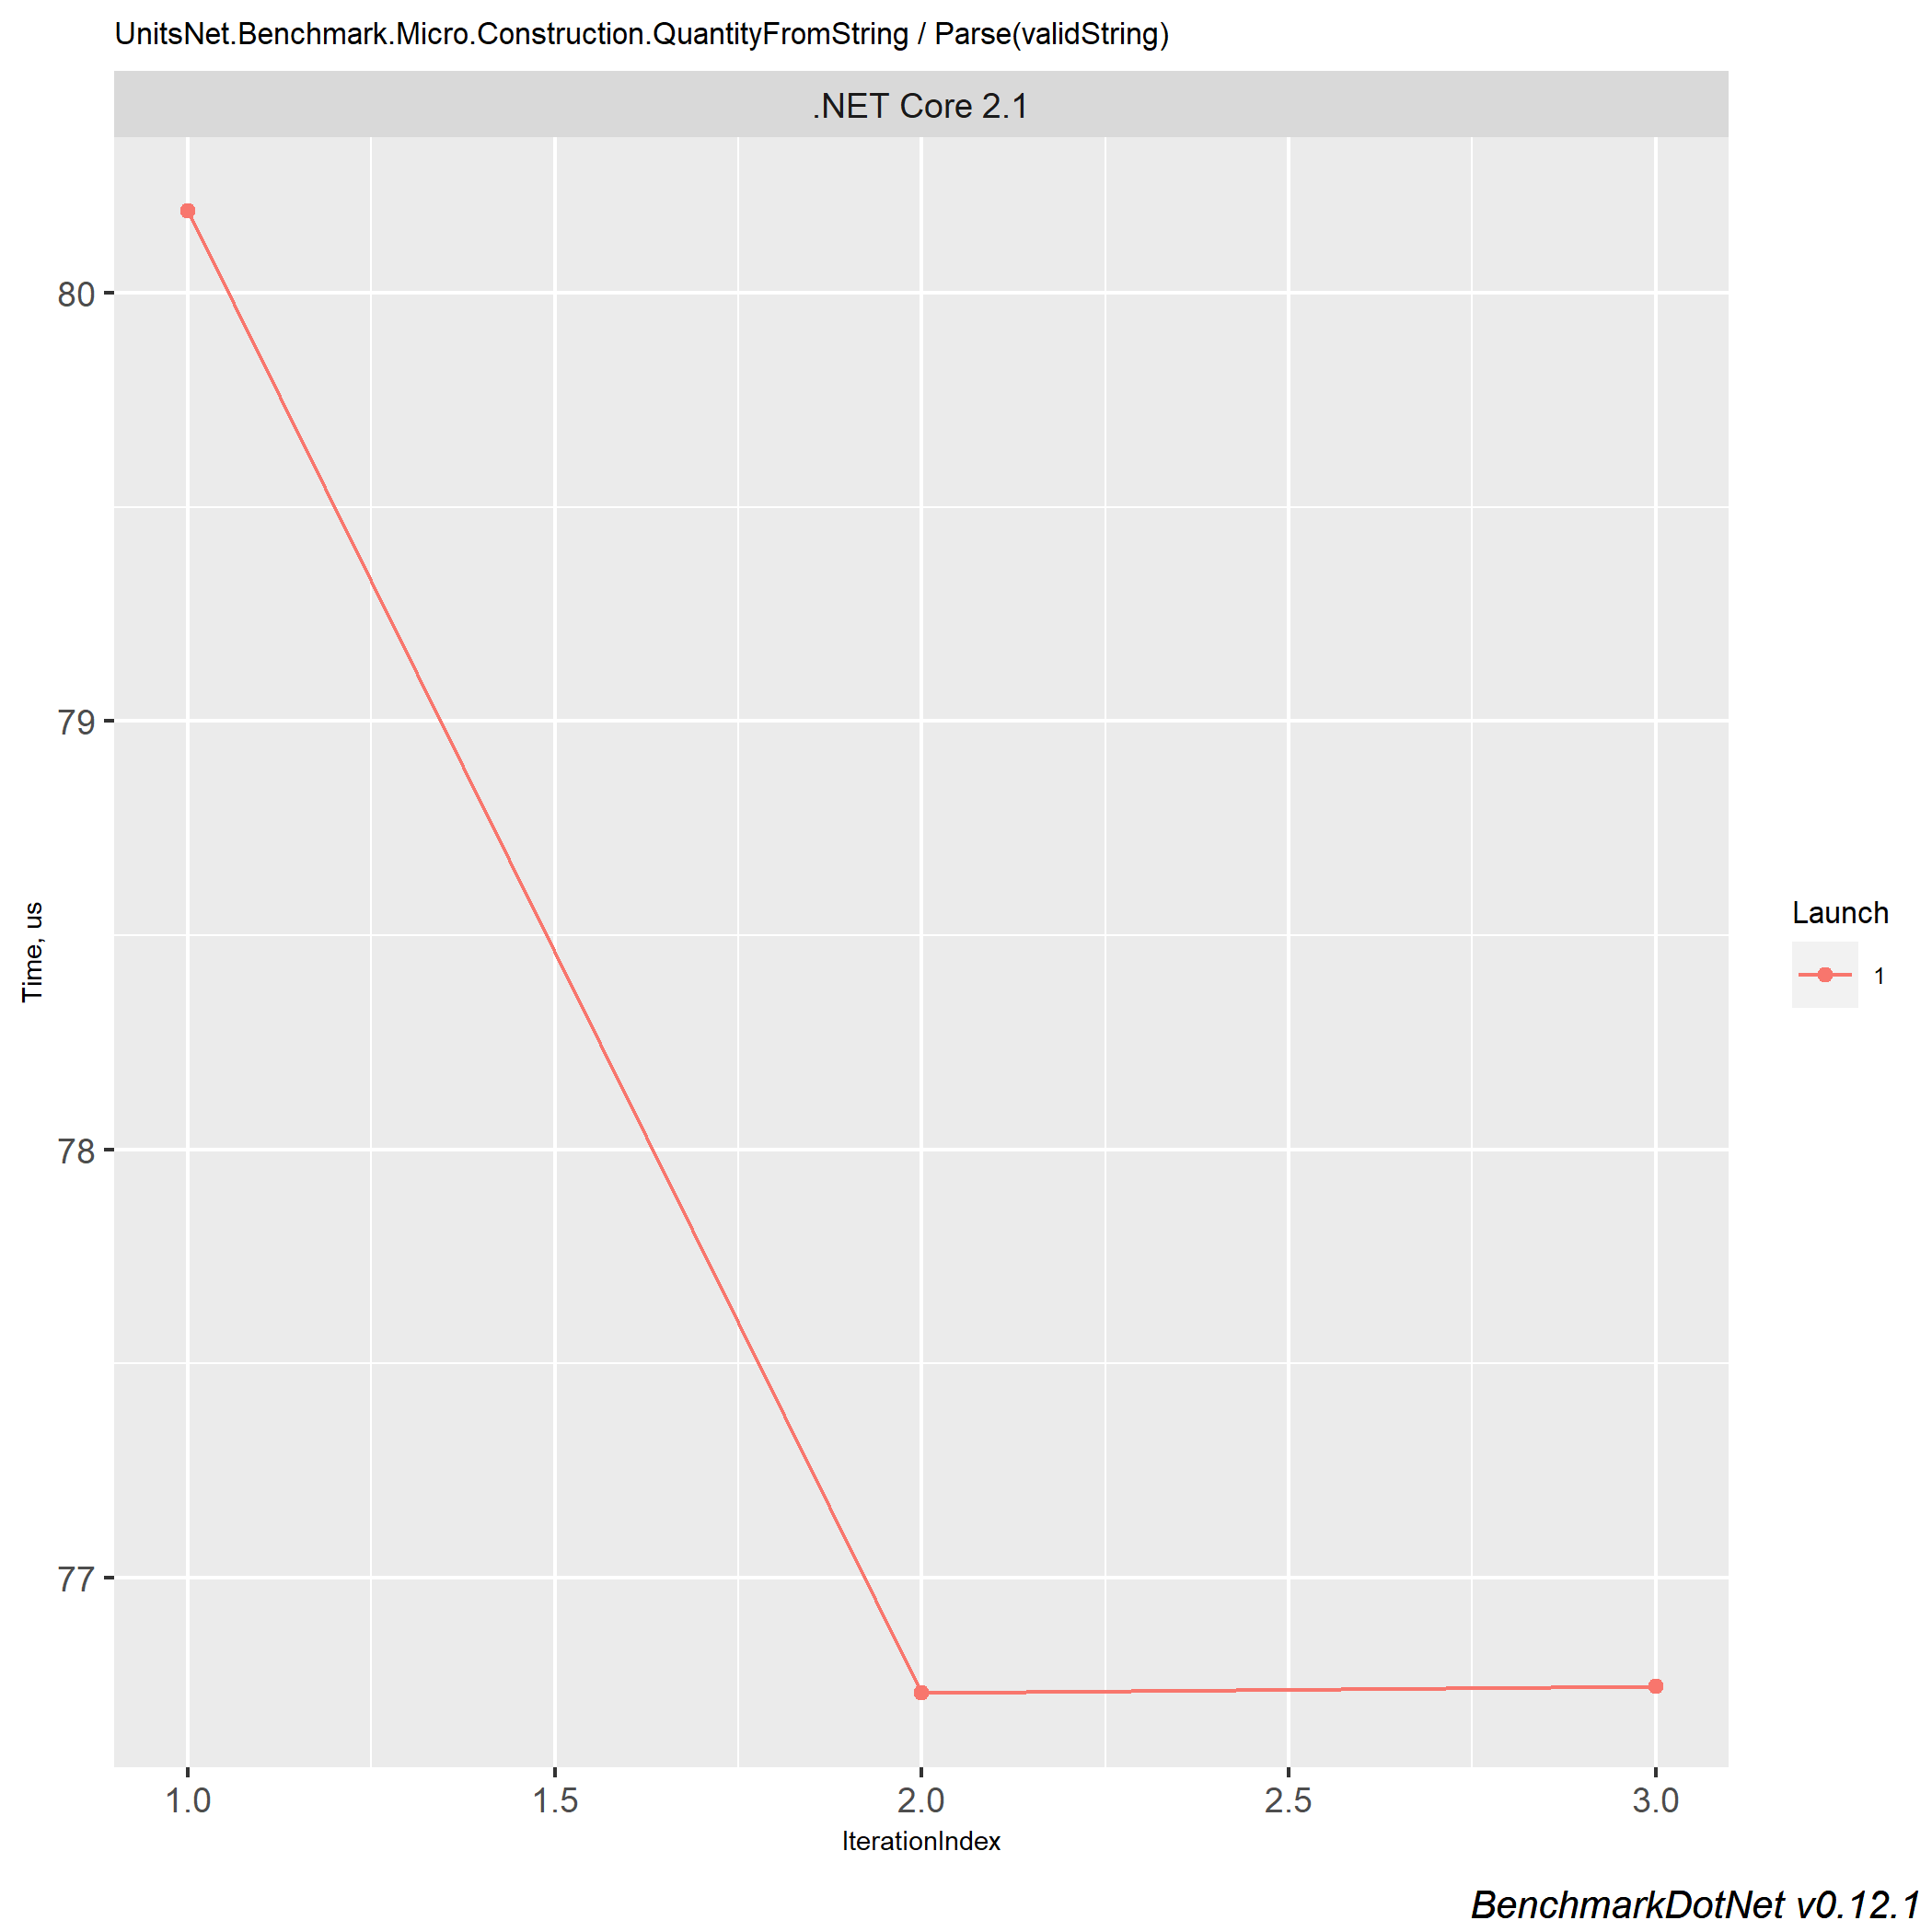 UnitsNet.Benchmark.Micro.Construction.QuantityFromString / Parse(validString)
.NET Core 2.1
80
79
78
77
Time, us
1.0 1.5 2.0 2.5 3.0
IterationIndex
Launch
1
BenchmarkDotNet v0.12.1